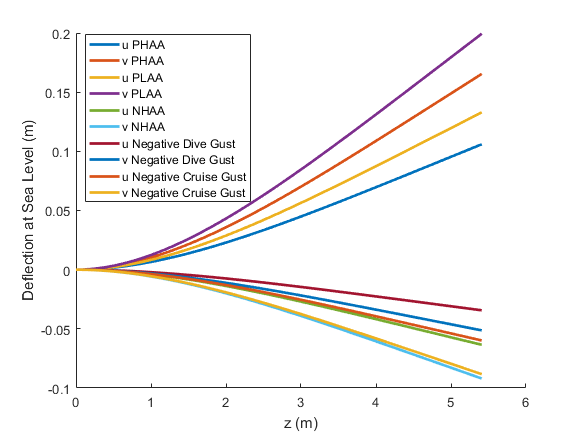 0.2
0.15
0.1
0.05
0
-0.05
-0.1
Deflection at Sea Level (m)
u PHAA
v PHAA
u PLAA
v PLAA
u NHAA
v NHAA
u Negative Dive Gust
v Negative Dive Gust
u Negative Cruise Gust
v Negative Cruise Gust
0 1 2 3 4 5 6
z (m)